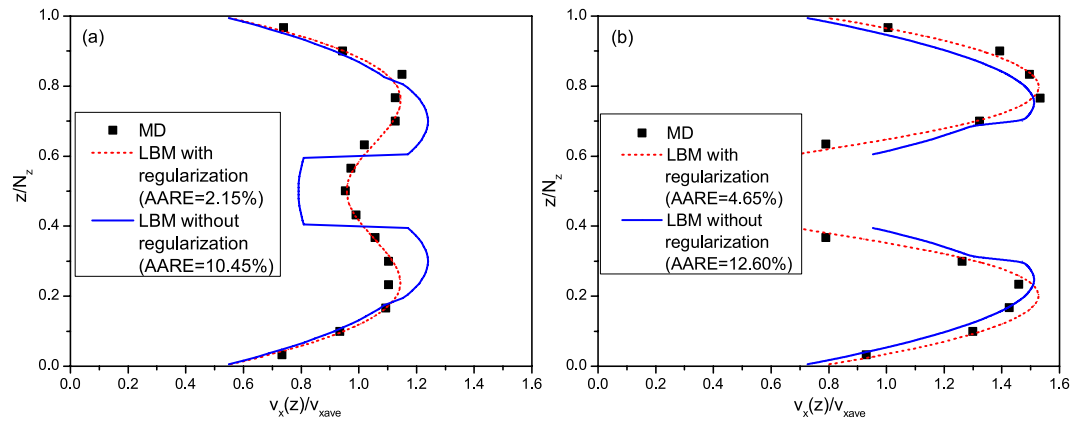 (a)
1.0
0.8
0.6
0.4
0.2
0.0
z/N_z
MD
LBM with
regularization
(AARE=2.15%)
LBM without
regularization
(AARE=10.45%)
0.0 0.2 0.4 0.6 0.8 1.0 1.2 1.4 1.6
v_x(z)/v_xave
(b)
1.0
0.8
0.6
0.4
0.2
0.0
z/N_z
MD
LBM with
regularization
(AARE=4.65%)
LBM without
regularization
(AARE=12.60%)
0.0 0.2 0.4 0.6 0.8 1.0 1.2 1.4 1.6
v_x(z)/v_xave